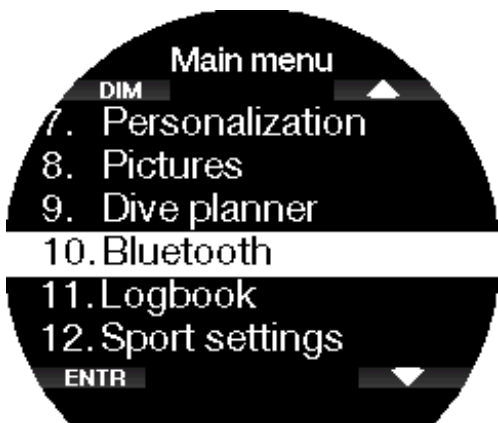 Main menu
DIM
7. Personalization
8. Pictures
9. Dive planner
10. Bluetooth
11. Logbook
12. Sport settings
ENTR